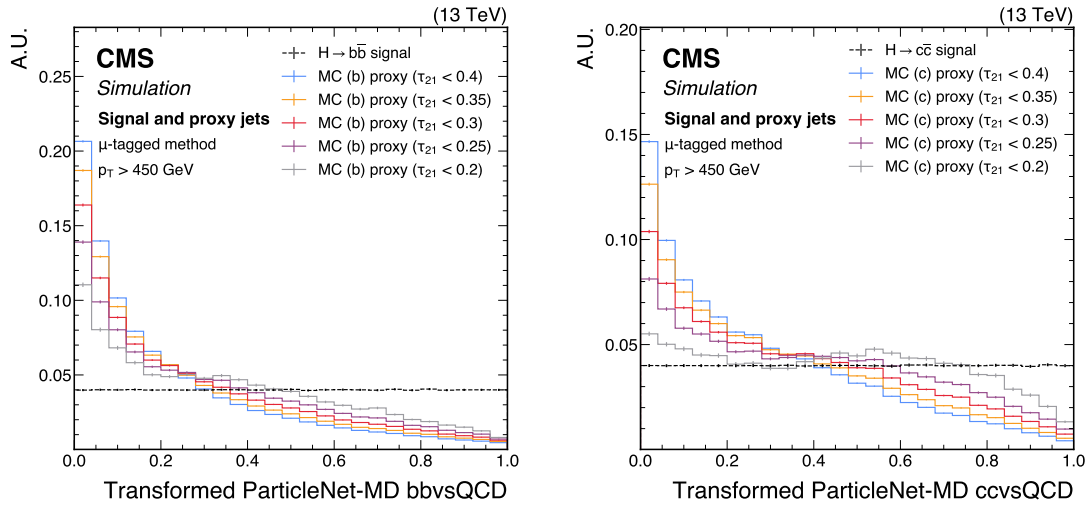 (13 TeV)
A.U.
CMS
Simulation
Signal and proxy jets
μ-tagged method
pT > 450 GeV
H → bb̅ signal
MC (b) proxy (τ21 < 0.4)
MC (b) proxy (τ21 < 0.35)
MC (b) proxy (τ21 < 0.3)
MC (b) proxy (τ21 < 0.25)
MC (b) proxy (τ21 < 0.2)
0.25
0.20
0.15
0.10
0.05
0.0 0.2 0.4 0.6 0.8 1.0
Transformed ParticleNet-MD bbvsQCD
(13 TeV)
A.U.
CMS
Simulation
Signal and proxy jets
μ-tagged method
pT > 450 GeV
H → cc̅ signal
MC (c) proxy (τ21 < 0.4)
MC (c) proxy (τ21 < 0.35)
MC (c) proxy (τ21 < 0.3)
MC (c) proxy (τ21 < 0.25)
MC (c) proxy (τ21 < 0.2)
0.20
0.15
0.10
0.05
0.0 0.2 0.4 0.6 0.8 1.0
Transformed ParticleNet-MD ccvsQCD